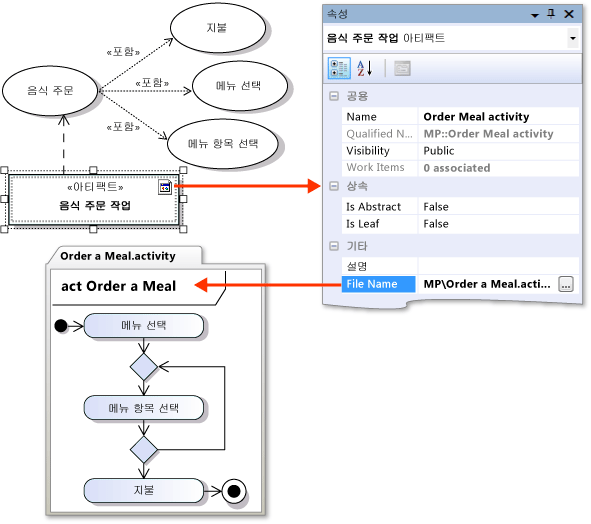 지불
«포함»
음식 주문
«포함»
메뉴 선택
«포함»
메뉴 항목 선택
«아티팩트»
음식 주문 작업
속성
음식 주문 작업 아티팩트
공용
Name Order Meal activity
Qualified N... MP::Order Meal activity
Visibility Public
Work Items 0 associated
상속
Is Abstract False
Is Leaf False
기타
설명
File Name MP\Order a Meal.acti... ...
Order a Meal.activity
act Order a Meal
메뉴 선택
메뉴 항목 선택
지불